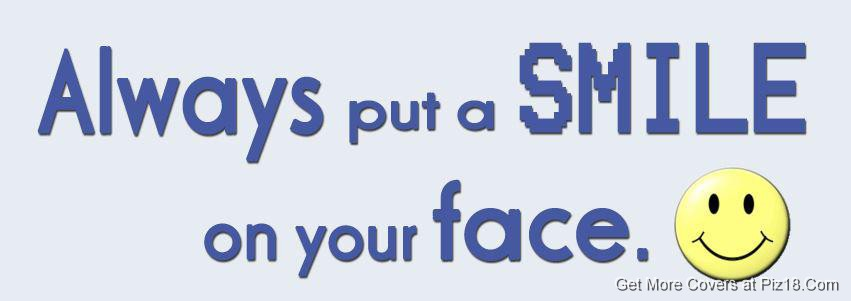 Always put a SMILE
on your face.
Get More Covers at Piz18.Com